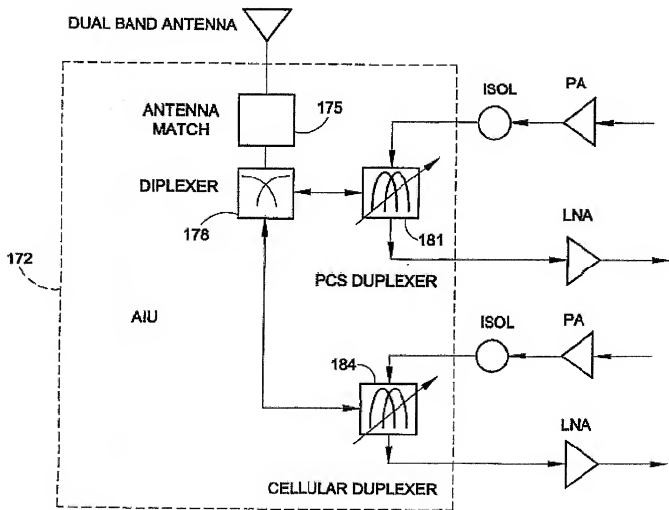 DUAL BAND ANTENNA
ISOL
PA
ANTENNA
MATCH
175
DIPLEXER
178
181
LNA
172
PCS DUPLEXER
AIU
ISOL
PA
184
LNA
CELLULAR DUPLEXER